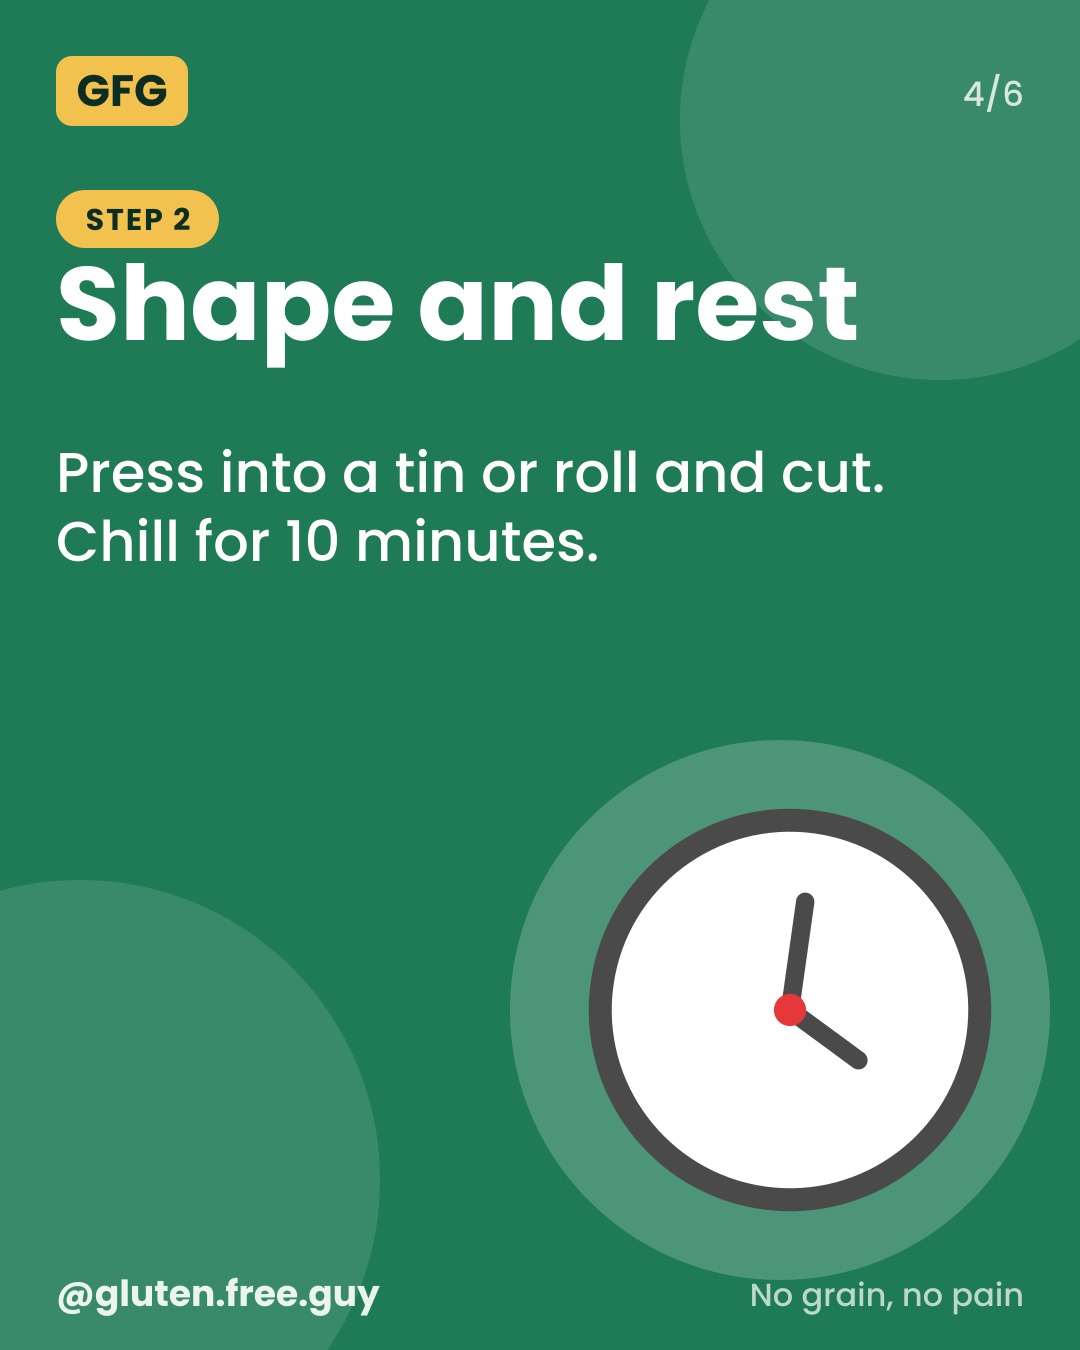 GFG
4/6
STEP 2
Shape and rest
Press into a tin or roll and cut.
Chill for 10 minutes.
@gluten.free.guy
No grain, no pain